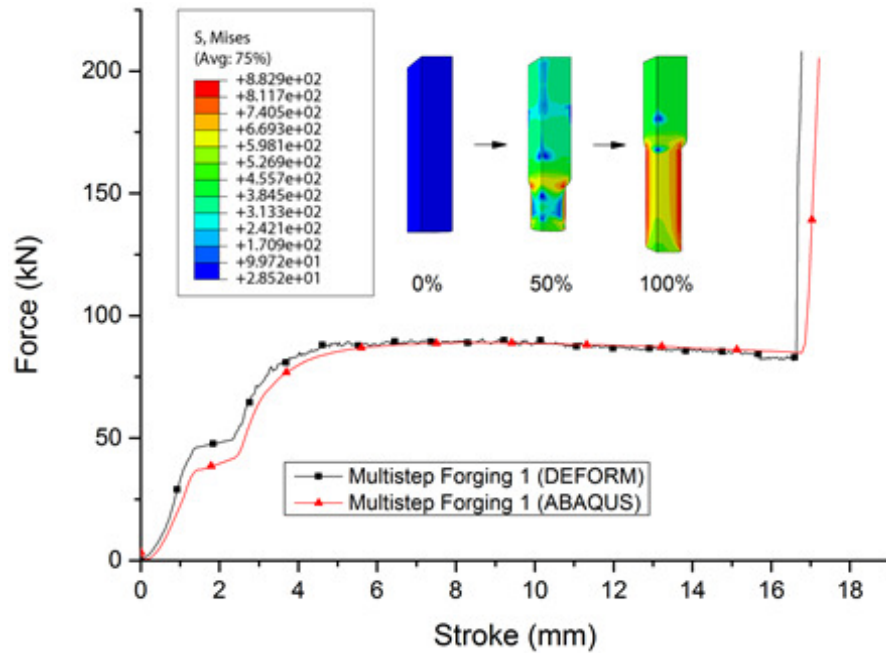 S, Mises
(Avg: 75%)
+8.829e+02
+8.117e+02
+7.405e+02
+6.693e+02
+5.981e+02
+5.269e+02
+4.557e+02
+3.845e+02
+3.133e+02
+2.421e+02
+1.709e+02
+9.972e+01
+2.852e+01
0% 50% 100%
200
150
100
50
0
Force (kN)
Multistep Forging 1 (DEFORM)
Multistep Forging 1 (ABAQUS)
0 2 4 6 8 10 12 14 16 18
Stroke (mm)